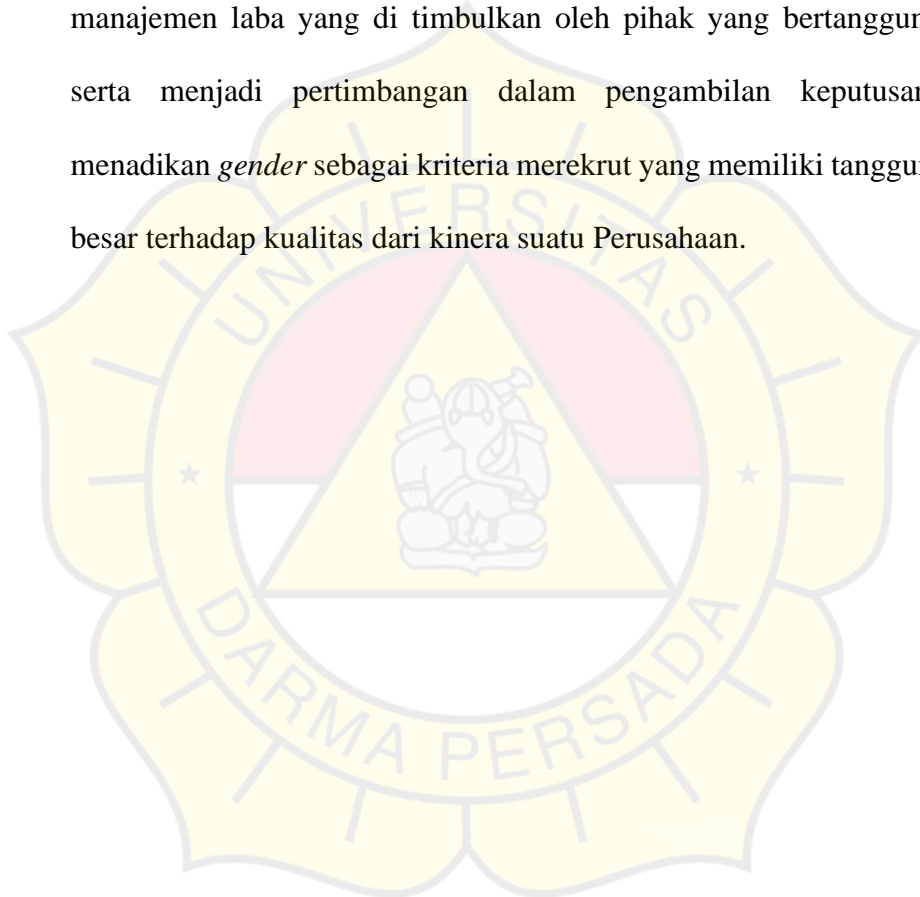 manajemen laba yang di timbulkan oleh pihak yang bertanggun
serta menjadi pertimbangan dalam pengambilan keputusan
menadikan gender sebagai kriteria merekrut yang memiliki tanggun
besar terhadap kualitas dari kinera suatu Perusahaan.
UNIVERSITAS
DARMA PERSADA